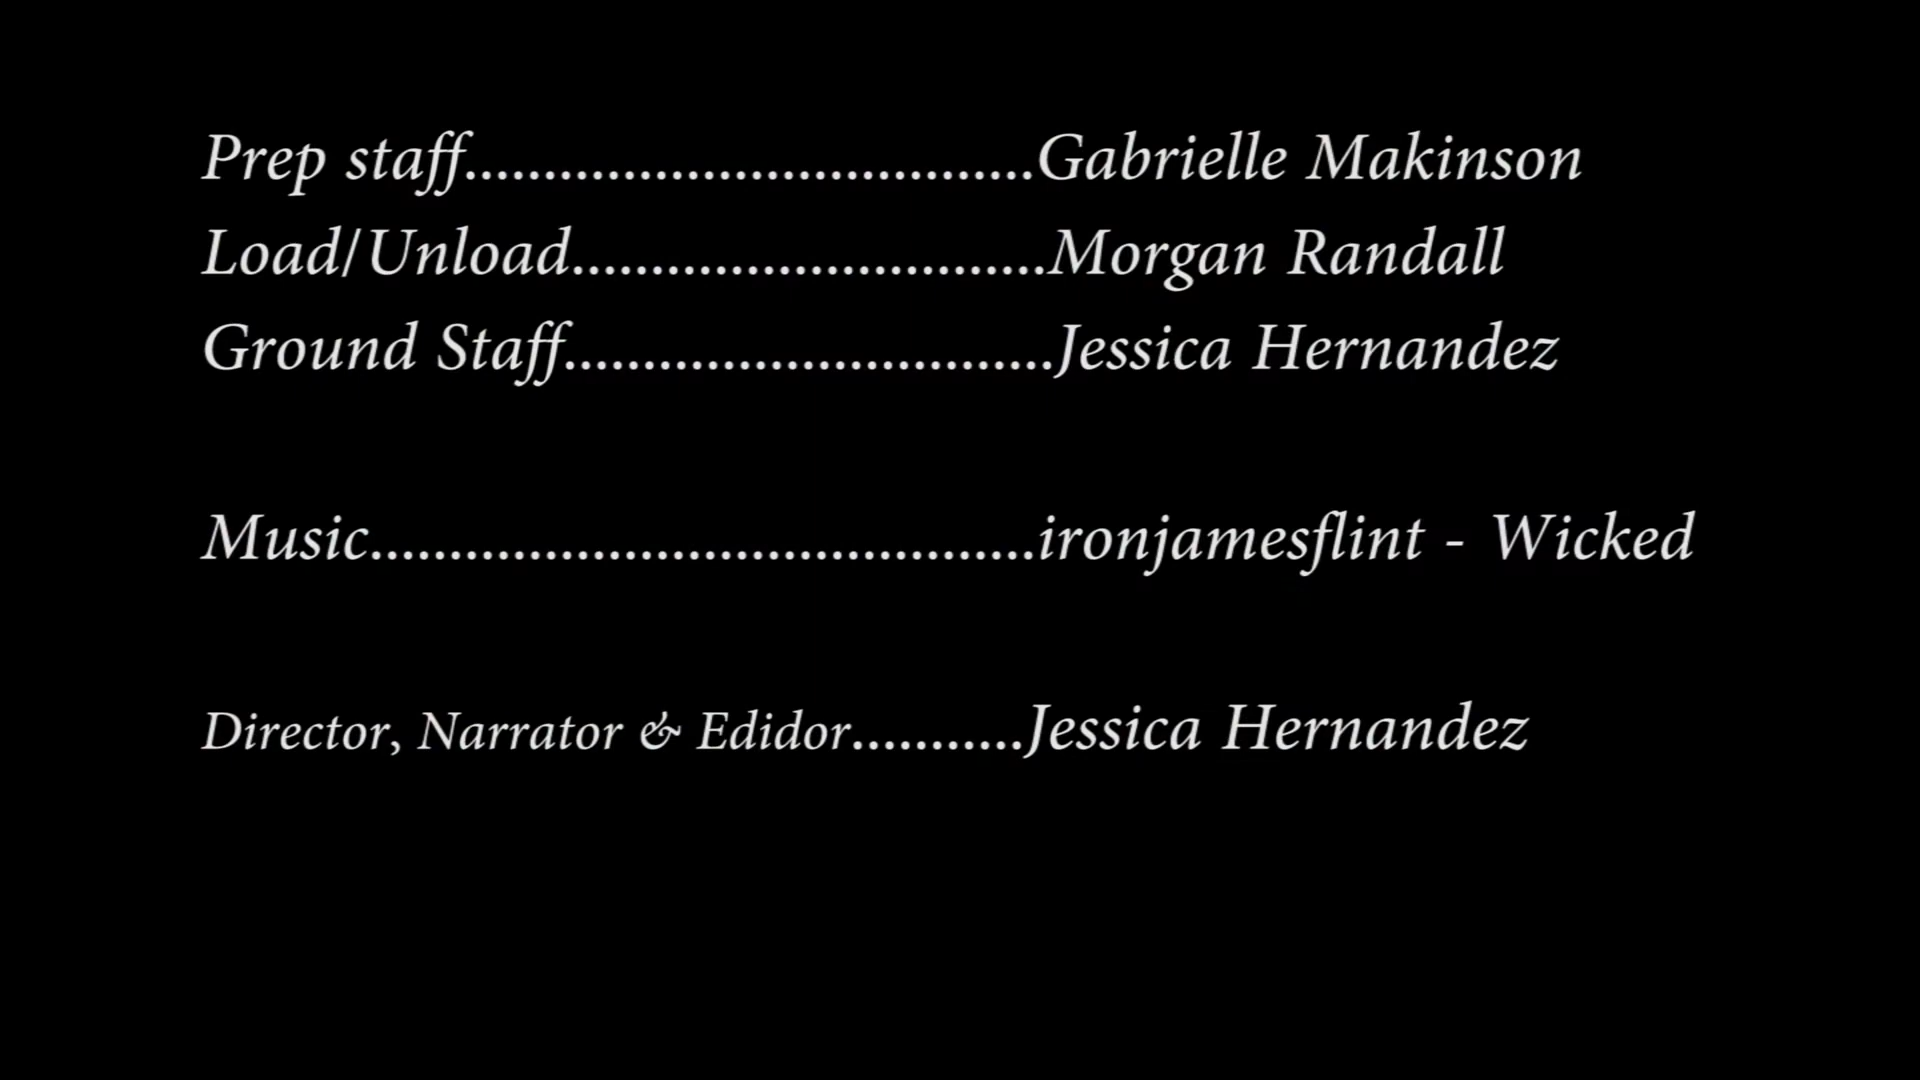 Prep staff....................................Gabrielle Makinson
Load/Unload..............................Morgan Randall
Ground Staff...............................Jessica Hernandez
Music..........................................ironjamesflint - Wicked
Director, Narrator & Edidor...........Jessica Hernandez